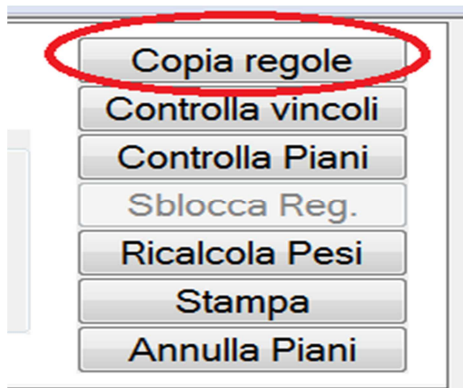 Copia regole
Controlla vincoli
Controlla Piani
Sblocca Reg.
Ricalcola Pesi
Stampa
Annulla Piani